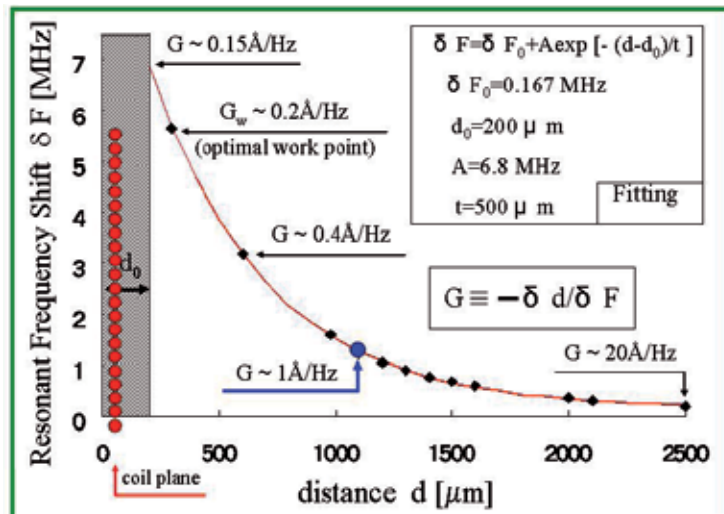 G ~ 0.15Å/Hz
G_w ~ 0.2Å/Hz
(optimal work point)
G ~ 0.4Å/Hz
G ~ 1Å/Hz
G ~ 20Å/Hz
δ F=δ F₀+Aexp [- (d-d₀)/t ]
δ F₀=0.167 MHz
d₀=200 μ m
A=6.8 MHz
t=500 μ m
Fitting
G ≡ −δ d/δ F
d₀
Resonant Frequency Shift δ F [MHz]
7
6
5
4
3
2
1
0
0 500 1000 1500 2000 2500
coil plane
distance d [μm]